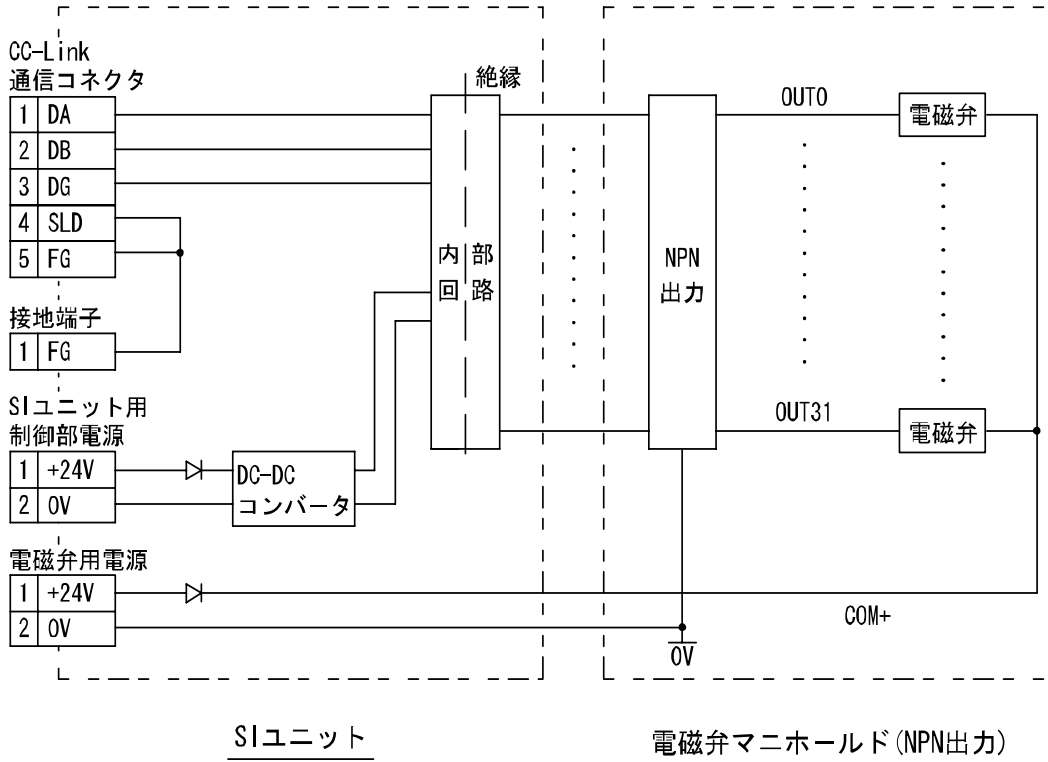 CC-Link
通信コネクタ
1 DA
2 DB
3 DG
4 SLD
5 FG
接地端子
1 FG
SIユニット用
制御部電源
1 +24V
2 0V
DC-DC
コンバータ
電磁弁用電源
1 +24V
2 0V
絶縁
内部
回路
NPN
出力
OUT0
電磁弁
OUT31
電磁弁
COM+
0V
SIユニット
電磁弁マニホールド(NPN出力)